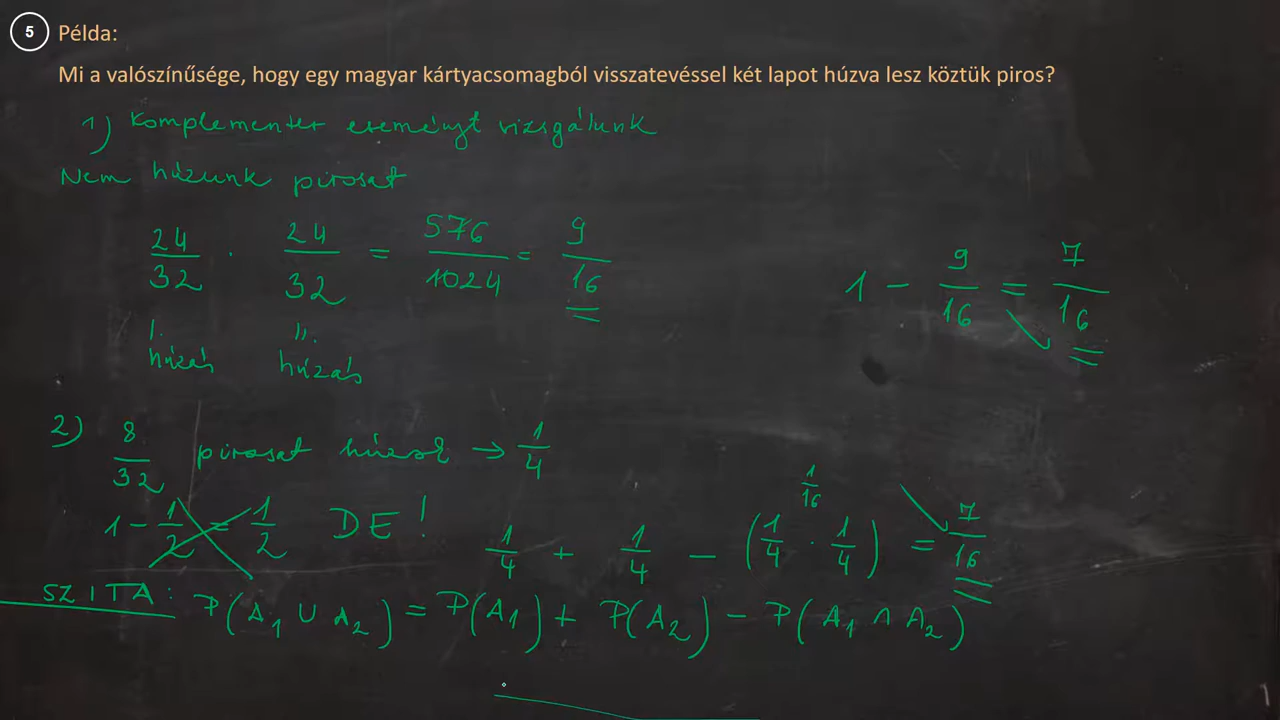 5 Példa:
Mi a valószínűsége, hogy egy magyar kártyacsomagból visszatevéssel két lapot húzva lesz köztük piros?
1) Komplementer eseményt vizsgálunk
Nem húzunk pirosat
24/32 · 24/32 = 576/1024 = 9/16
1 - 9/16 = 7/16
I. húzás II. húzás
2) 8/32 pirosat húzok → 1/4
1 - 1/2 = 1/2 DE!
1/4 + 1/4 - (1/4 · 1/4) = 7/16
1/16
SZITA: P(A₁ ∪ A₂) = P(A₁) + P(A₂) - P(A₁ ∩ A₂)